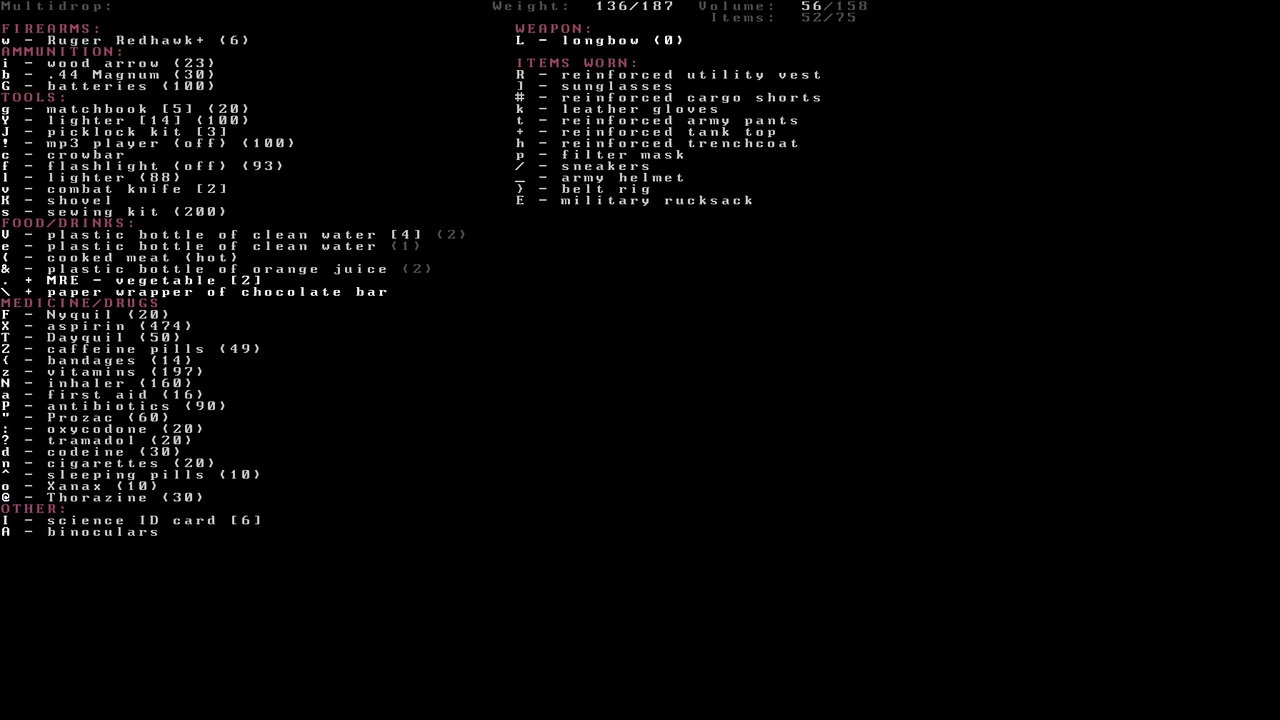 Multidrop: Weight: 136/187 Volume: 56/158
Items: 52/75
FIREARMS: WEAPON:
w - Ruger Redhawk+ (6) L - longbow (0)
AMMUNITION:
i - wood arrow (23) ITEMS WORN:
b - .44 Magnum (30) R - reinforced utility vest
G - batteries (100) ] - sunglasses
TOOLS: # - reinforced cargo shorts
g - matchbook [5] (20) k - leather gloves
Y - lighter [14] (100) t - reinforced army pants
J - picklock kit [3] + - reinforced tank top
! - mp3 player (off) (100) h - reinforced trenchcoat
c - crowbar p - filter mask
f - flashlight (off) (93) / - sneakers
l - lighter (88) _ - army helmet
v - combat knife [2] } - belt rig
K - shovel E - military rucksack
s - sewing kit (200)
FOOD/DRINKS:
V - plastic bottle of clean water [4] (2)
e - plastic bottle of clean water (1)
( - cooked meat (hot)
& - plastic bottle of orange juice (2)
. + MRE - vegetable [2]
\ + paper wrapper of chocolate bar
MEDICINE/DRUGS
F - Nyquil (20)
X - aspirin (474)
T - Dayquil (50)
Z - caffeine pills (49)
{ - bandages (14)
z - vitamins (197)
N - inhaler (160)
a - first aid (16)
P - antibiotics (90)
" - Prozac (60)
: - oxycodone (20)
? - tramadol (20)
d - codeine (30)
n - cigarettes (20)
^ - sleeping pills (10)
o - Xanax (10)
@ - Thorazine (30)
OTHER:
I - science ID card [6]
A - binoculars